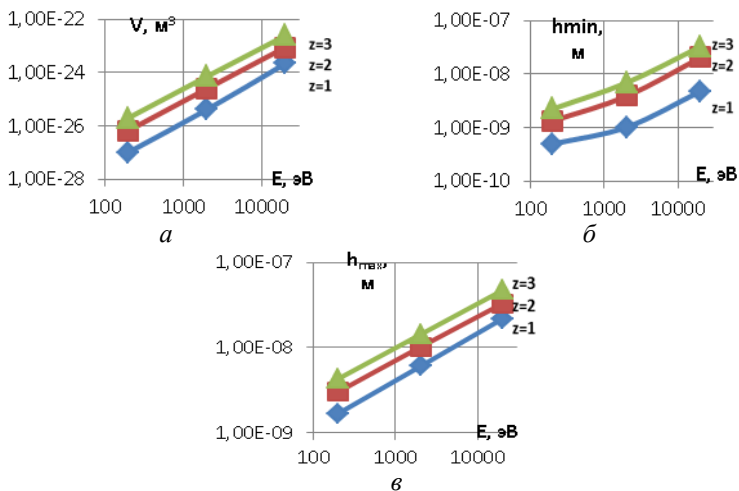 1,00E-22
V, м³
z=3
1,00E-24
z=2
z=1
1,00E-26
1,00E-28
E, эВ
100 1000 10000
а
1,00E-07
hmin,
м
z=3
1,00E-08
z=2
1,00E-09
z=1
1,00E-10
E, эВ
100 1000 10000
б
1,00E-07
hmax,
м
z=3
z=2
z=1
1,00E-08
1,00E-09
E, эВ
100 1000 10000
в